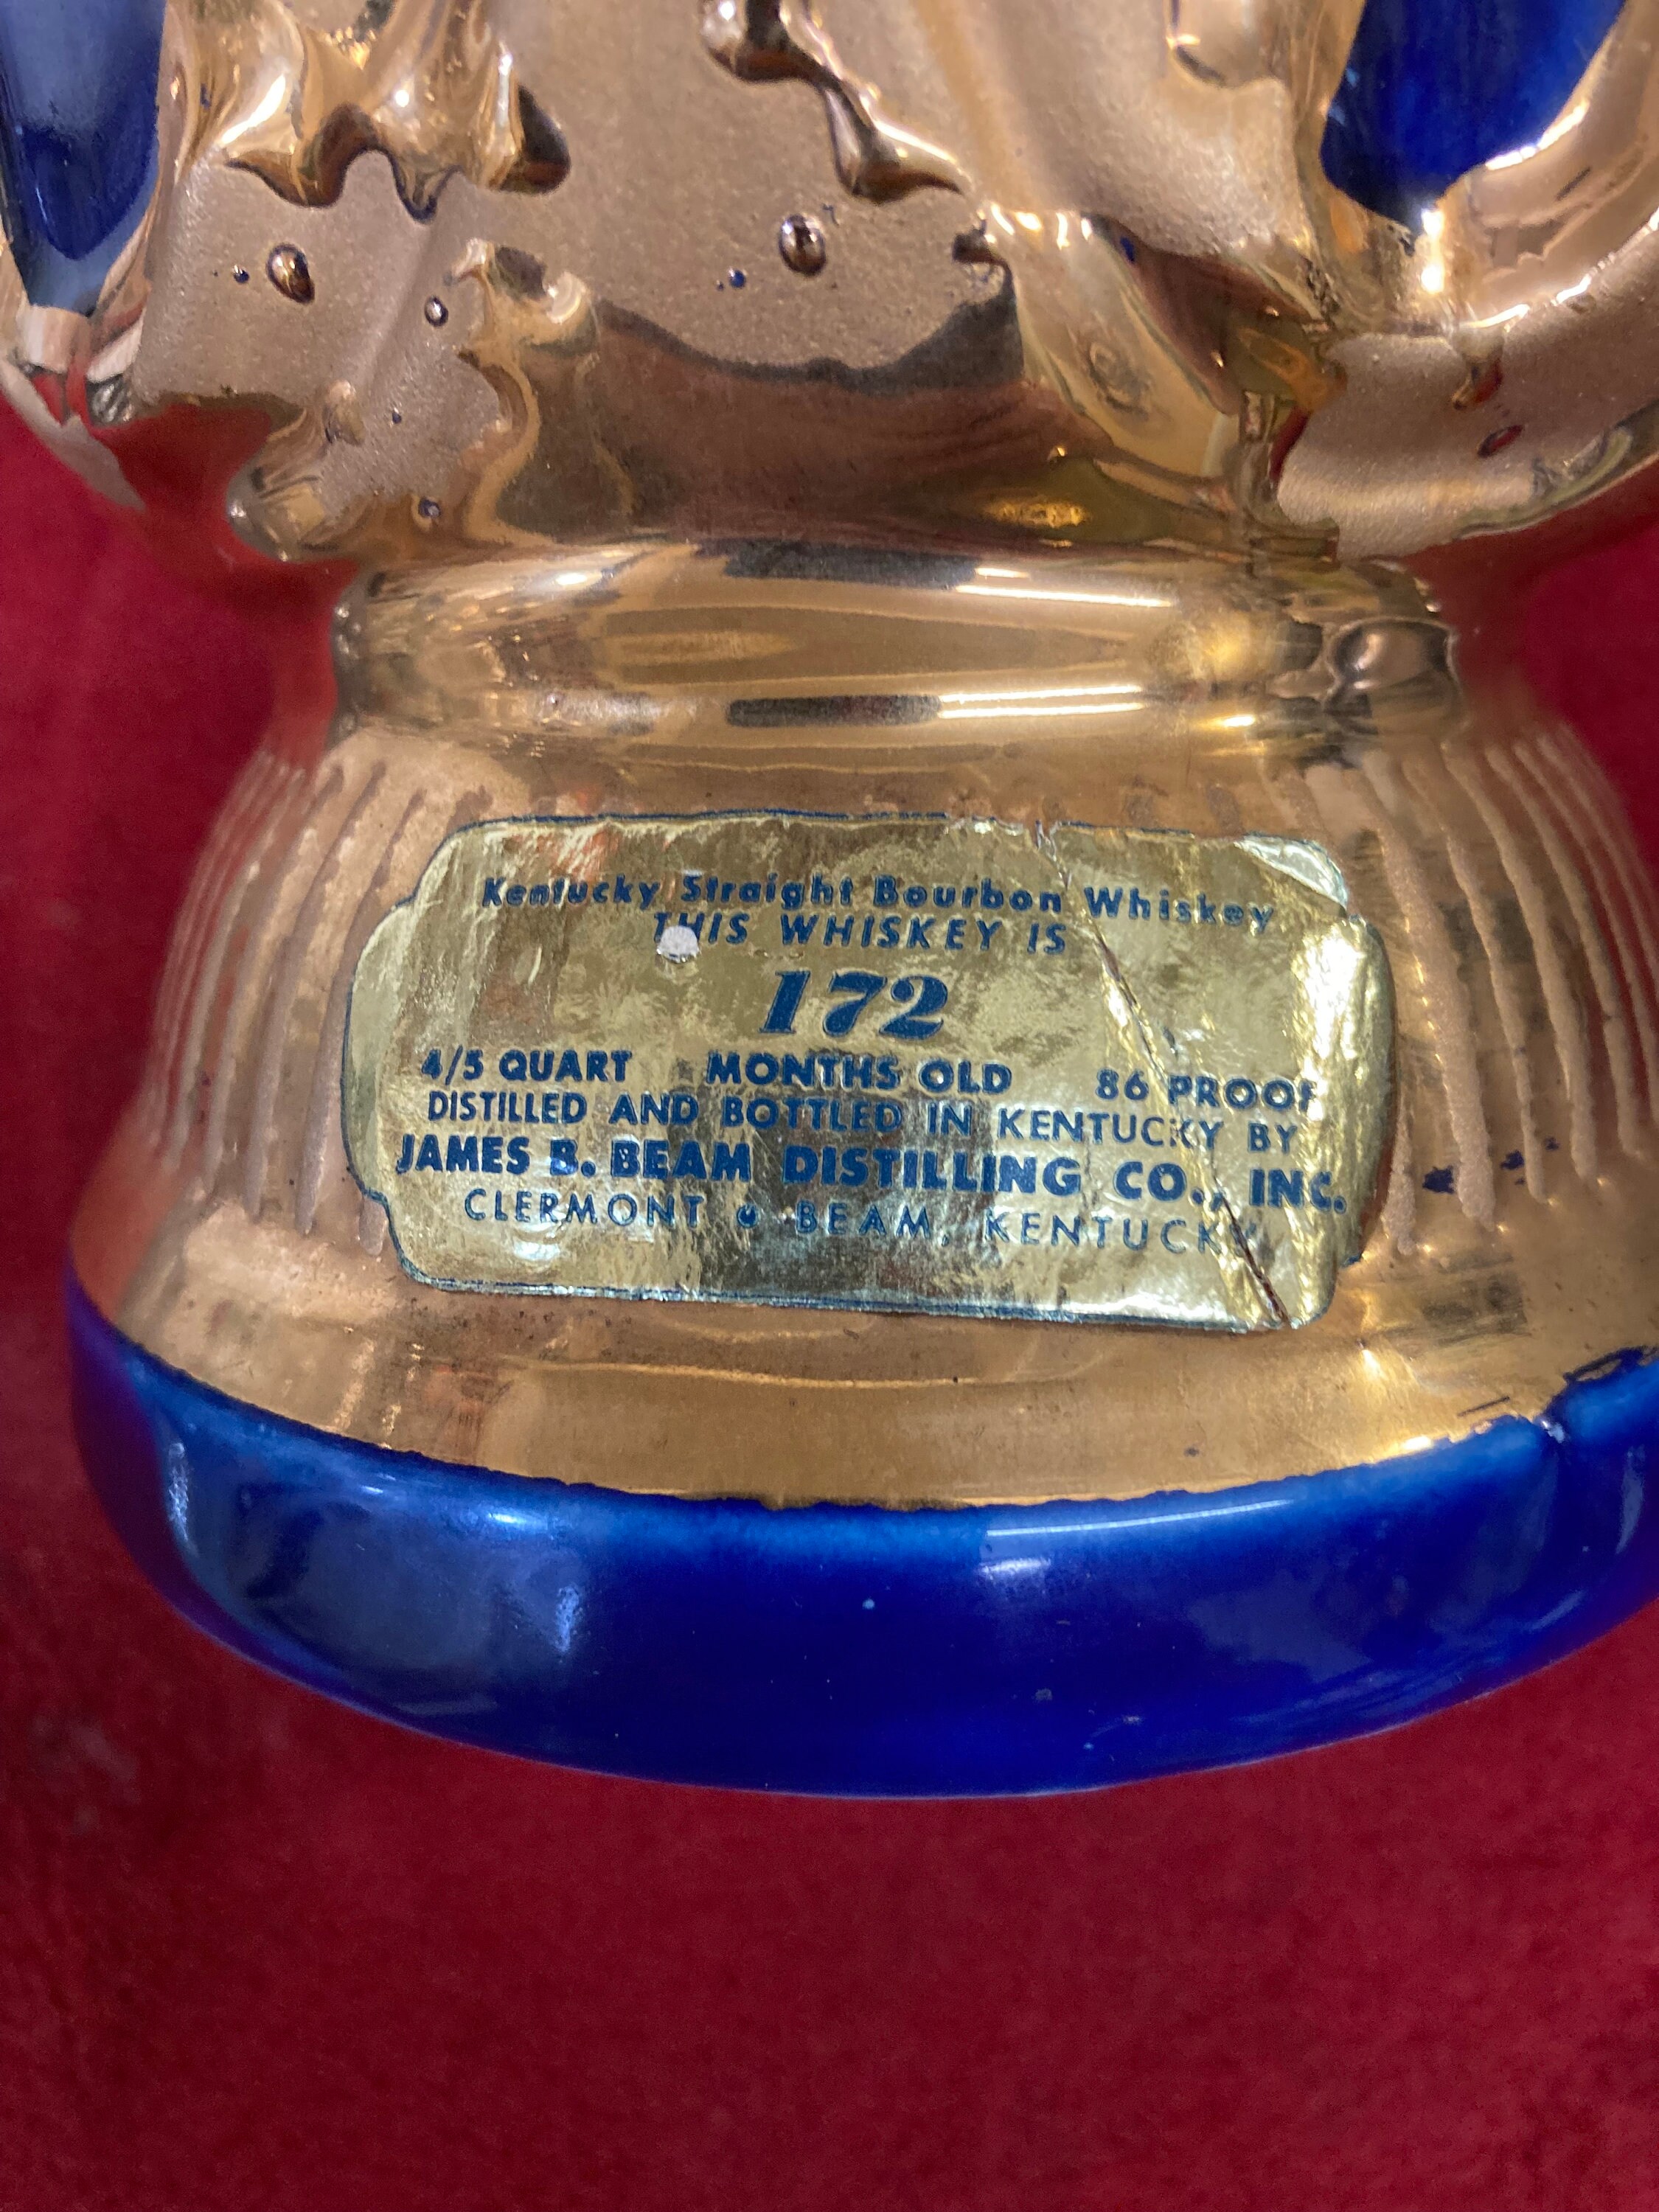 Kentucky Straight Bourbon Whiskey
THIS WHISKEY IS
172
4/5 QUART MONTHS OLD 86 PROOF
DISTILLED AND BOTTLED IN KENTUCKY BY
JAMES B. BEAM DISTILLING CO., INC.
CLERMONT • BEAM, KENTUCKY